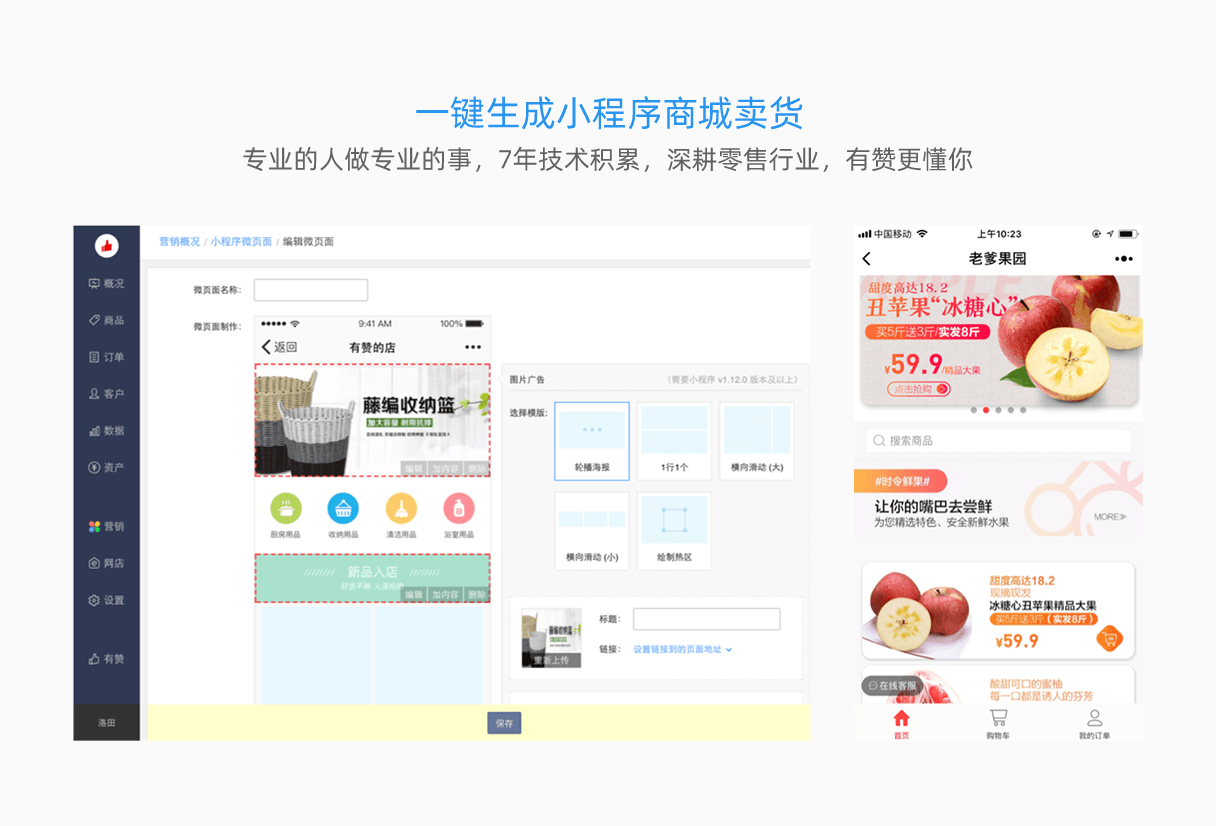 一键生成小程序商城卖货
专业的人做专业的事，7年技术积累，深耕零售行业，有赞更懂你
概况
商品
订单
客户
数据
资产
营销
网店
设置
有赞
洛田
营销概况 / 小程序微页面 / 编辑微页面
微页面名称：
微页面制作：
9:41 AM
100%
返回
有赞的店
藤编收纳篮
加大容量 耐用抗摔
编辑 加内容 删除
厨房用品
收纳用品
清洁用品
浴室用品
新品入店
编辑 加内容 删除
图片广告
（需要小程序 v1.12.0 版本及以上）
选择模版：
轮播海报
1行1个
横向滑动 (大)
横向滑动 (小)
绘制热区
藤编收纳篮
重新上传
标题：
链接：
设置链接到的页面地址
保存
中国移动
上午10:23
老爹果园
甜度高达18.2
丑苹果“冰糖心”
买5斤送3斤/实发8斤
¥59.9/精品大果
点击抢购
搜索商品
#时令鲜果#
让你的嘴巴去尝鲜
为您精选特色、安全新鲜水果
MORE≫
甜度高达18.2
现摘现发
冰糖心丑苹果精品大果
买5斤送3斤（实发8斤）
¥59.9
在线客服
酸甜可口的蜜柚
每一口都是诱人的芬芳
首页
购物车
我的订单